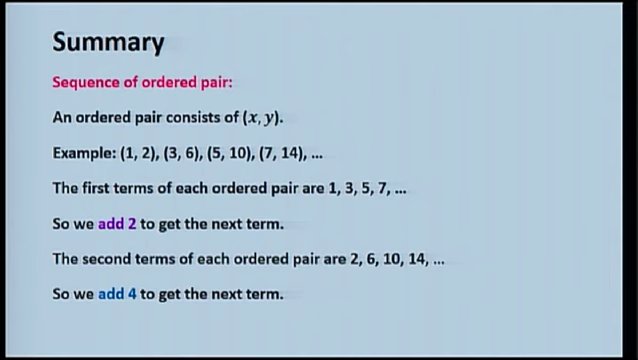 Summary
Sequence of ordered pair:
An ordered pair consists of (x, y).
Example: (1, 2), (3, 6), (5, 10), (7, 14), ...
The first terms of each ordered pair are 1, 3, 5, 7, ...
So we add 2 to get the next term.
The second terms of each ordered pair are 2, 6, 10, 14, ...
So we add 4 to get the next term.